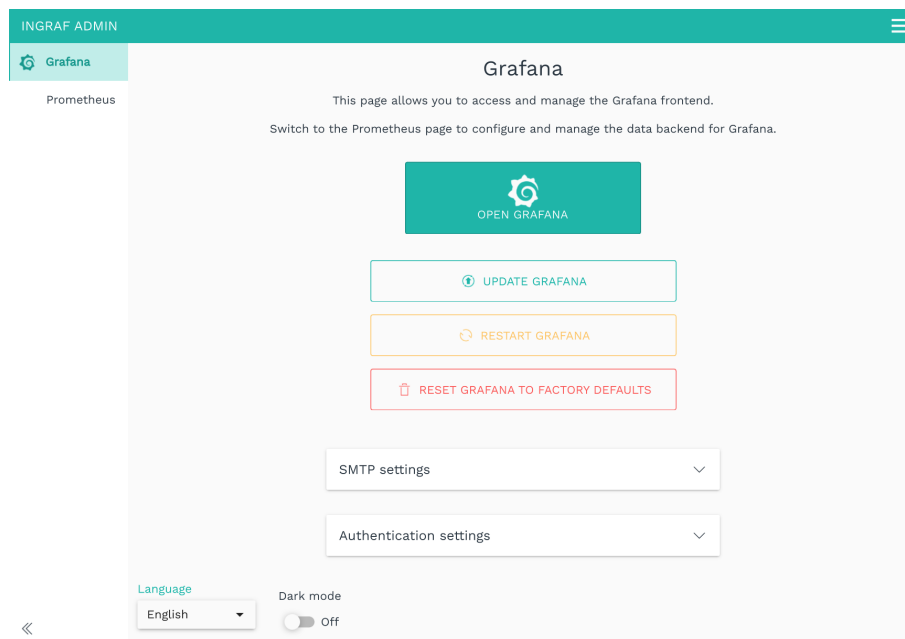 INGRAF ADMIN
Grafana
Prometheus
Grafana
This page allows you to access and manage the Grafana frontend.
Switch to the Prometheus page to configure and manage the data backend for Grafana.
OPEN GRAFANA
UPDATE GRAFANA
RESTART GRAFANA
RESET GRAFANA TO FACTORY DEFAULTS
SMTP settings
Authentication settings
Language
English
Dark mode
Off